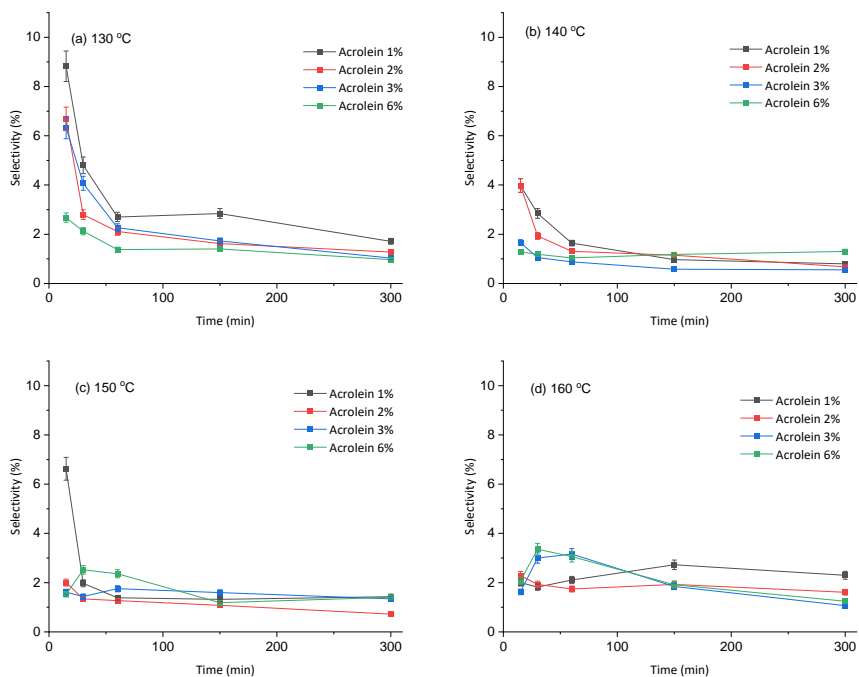 (a) 130 °C
Acrolein 1%
Acrolein 2%
Acrolein 3%
Acrolein 6%
10
8
6
4
2
0
Selectivity (%)
0
100
200
300
Time (min)
(b) 140 °C
Acrolein 1%
Acrolein 2%
Acrolein 3%
Acrolein 6%
10
8
6
4
2
0
Selectivity (%)
0
100
200
300
Time (min)
(c) 150 °C
Acrolein 1%
Acrolein 2%
Acrolein 3%
Acrolein 6%
10
8
6
4
2
0
Selectivity (%)
0
100
200
300
Time (min)
(d) 160 °C
Acrolein 1%
Acrolein 2%
Acrolein 3%
Acrolein 6%
10
8
6
4
2
0
Selectivity (%)
0
100
200
300
Time (min)